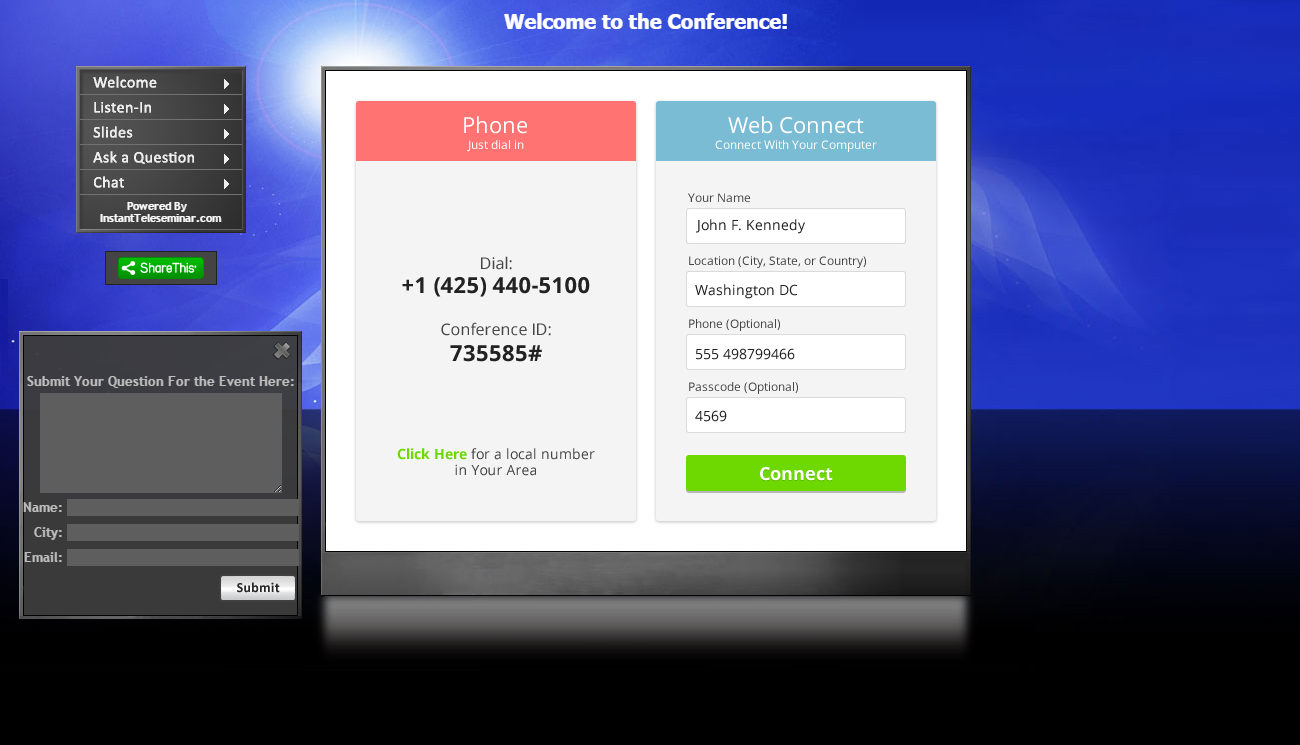 Welcome to the Conference!
Welcome
Listen-In
Slides
Ask a Question
Chat
Powered By
InstantTeleseminar.com
ShareThis
Submit Your Question For the Event Here:
Name:
City:
Email:
Submit
Phone
Just dial in
Dial:
+1 (425) 440-5100
Conference ID:
735585#
Click Here for a local number
in Your Area
Web Connect
Connect With Your Computer
Your Name
John F. Kennedy
Location (City, State, or Country)
Washington DC
Phone (Optional)
555 498799466
Passcode (Optional)
4569
Connect